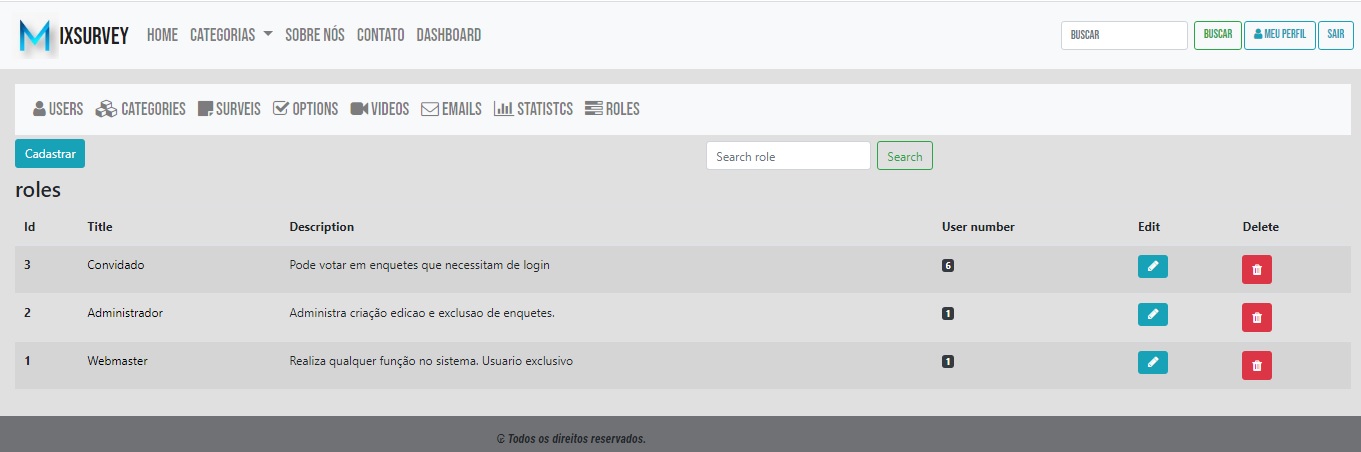 MIXSURVEY HOME CATEGORIAS SOBRE NÓS CONTATO DASHBOARD BUSCAR BUSCAR MEU PERFIL SAIR
USERS CATEGORIES SURVEIS OPTIONS VIDEOS EMAILS STATISTCS ROLES
Cadastrar Search role Search
roles
Id Title Description User number Edit Delete
3 Convidado Pode votar em enquetes que necessitam de login 6
2 Administrador Administra criação edicao e exclusao de enquetes. 1
1 Webmaster Realiza qualquer função no sistema. Usuario exclusivo 1
@ Todos os direitos reservados.